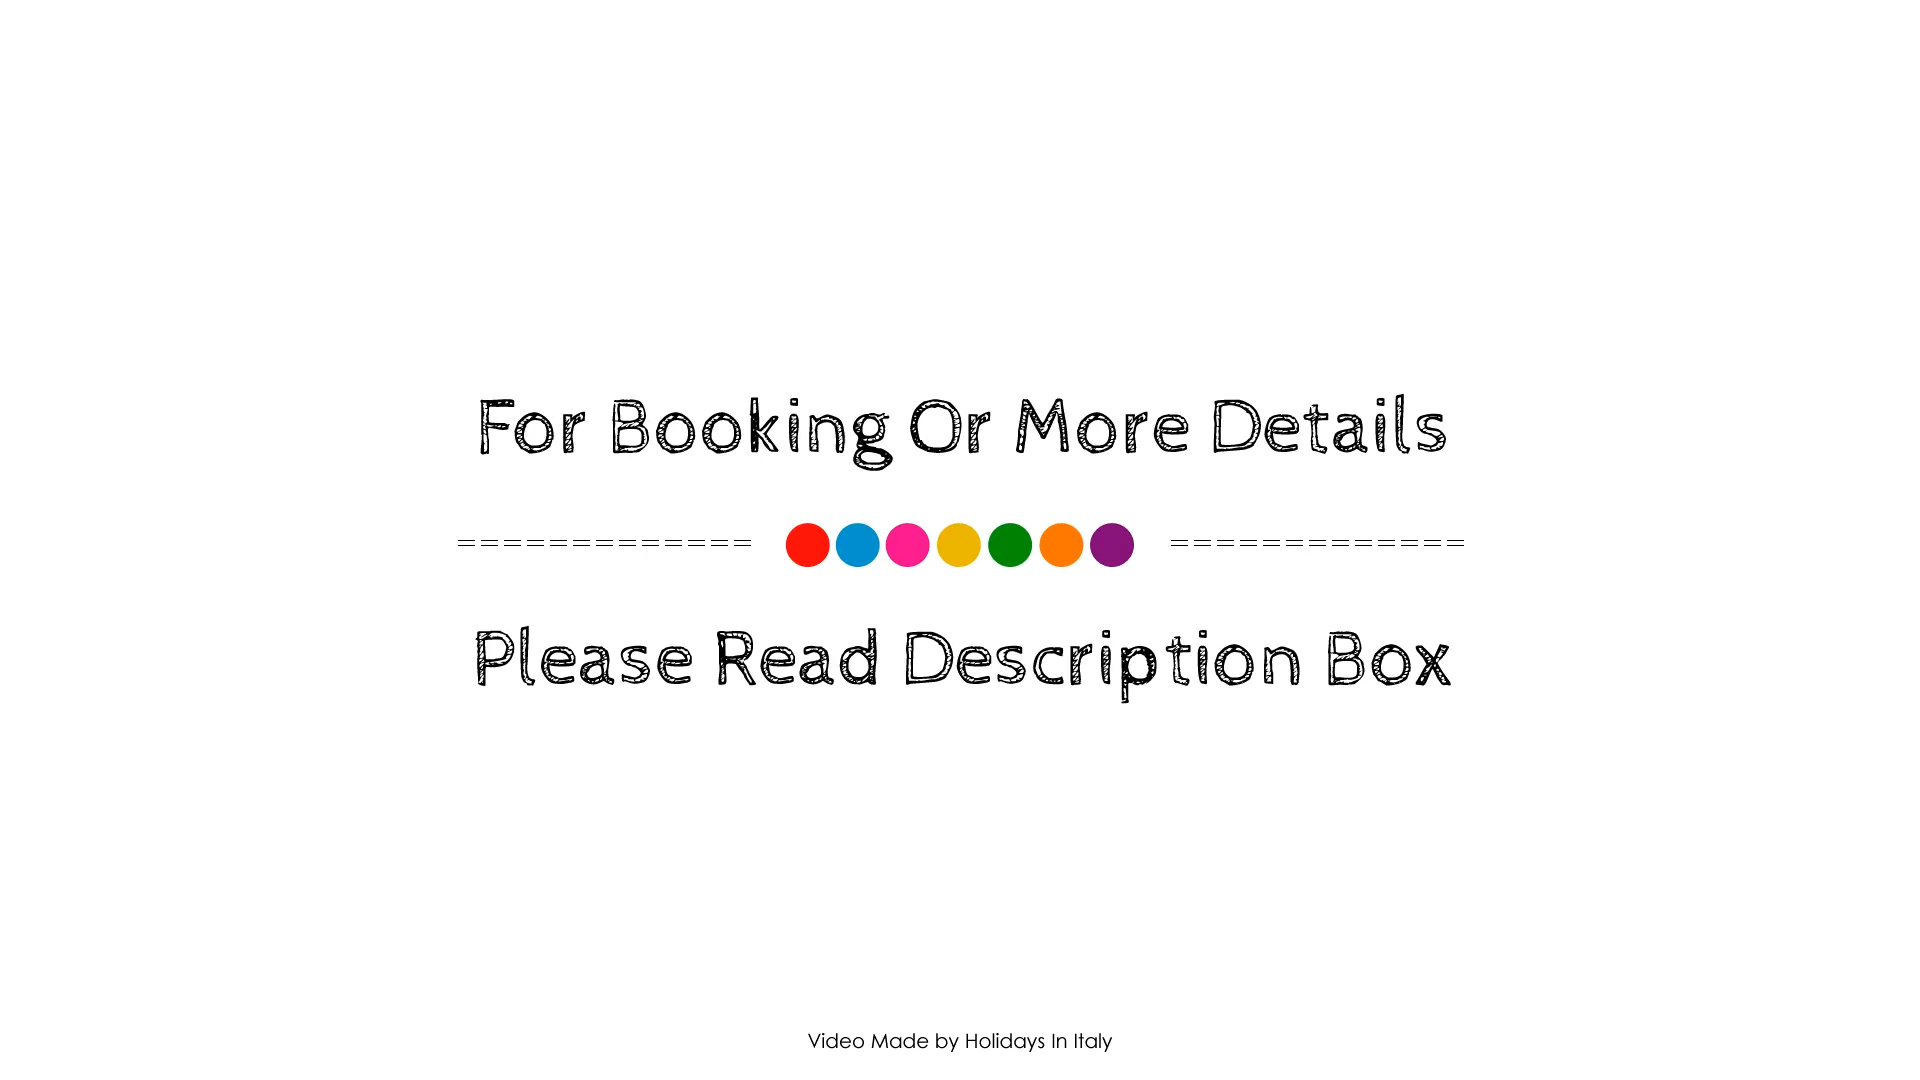 For Booking Or More Details
============= =============
Please Read Description Box
Video Made by Holidays In Italy